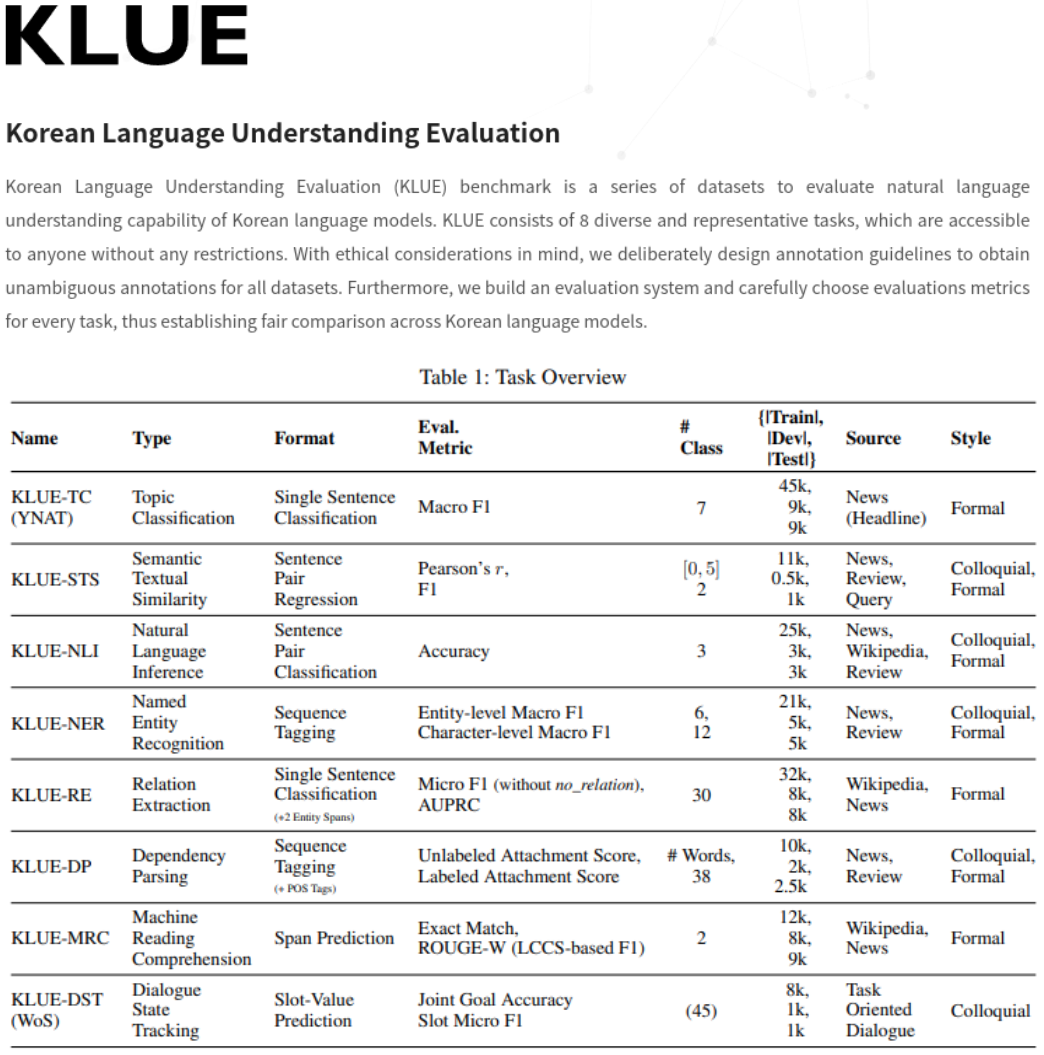 KLUE
Korean Language Understanding Evaluation
Korean Language Understanding Evaluation (KLUE) benchmark is a series of datasets to evaluate natural language
understanding capability of Korean language models. KLUE consists of 8 diverse and representative tasks, which are accessible
to anyone without any restrictions. With ethical considerations in mind, we deliberately design annotation guidelines to obtain
unambiguous annotations for all datasets. Furthermore, we build an evaluation system and carefully choose evaluations metrics
for every task, thus establishing fair comparison across Korean language models.
Table 1: Task Overview
Name
Type
Format
Eval.
Metric
#
Class
{|Train|,
|Dev|,
|Test|}
Source
Style
KLUE-TC
(YNAT)
Topic
Classification
Single Sentence
Classification
Macro F1
7
45k,
9k,
9k
News
(Headline)
Formal
KLUE-STS
Semantic
Textual
Similarity
Sentence
Pair
Regression
Pearson's r,
F1
[0, 5]
2
11k,
0.5k,
1k
News,
Review,
Query
Colloquial,
Formal
KLUE-NLI
Natural
Language
Inference
Sentence
Pair
Classification
Accuracy
3
25k,
3k,
3k
News,
Wikipedia,
Review
Colloquial,
Formal
KLUE-NER
Named
Entity
Recognition
Sequence
Tagging
Entity-level Macro F1
Character-level Macro F1
6,
12
21k,
5k,
5k
News,
Review
Colloquial,
Formal
KLUE-RE
Relation
Extraction
Single Sentence
Classification
(+2 Entity Spans)
Micro F1 (without no_relation),
AUPRC
30
32k,
8k,
8k
Wikipedia,
News
Formal
KLUE-DP
Dependency
Parsing
Sequence
Tagging
(+ POS Tags)
Unlabeled Attachment Score,
Labeled Attachment Score
# Words,
38
10k,
2k,
2.5k
News,
Review
Colloquial,
Formal
KLUE-MRC
Machine
Reading
Comprehension
Span Prediction
Exact Match,
ROUGE-W (LCCS-based F1)
2
12k,
8k,
9k
Wikipedia,
News
Formal
KLUE-DST
(WoS)
Dialogue
State
Tracking
Slot-Value
Prediction
Joint Goal Accuracy
Slot Micro F1
(45)
8k,
1k,
1k
Task
Oriented
Dialogue
Colloquial